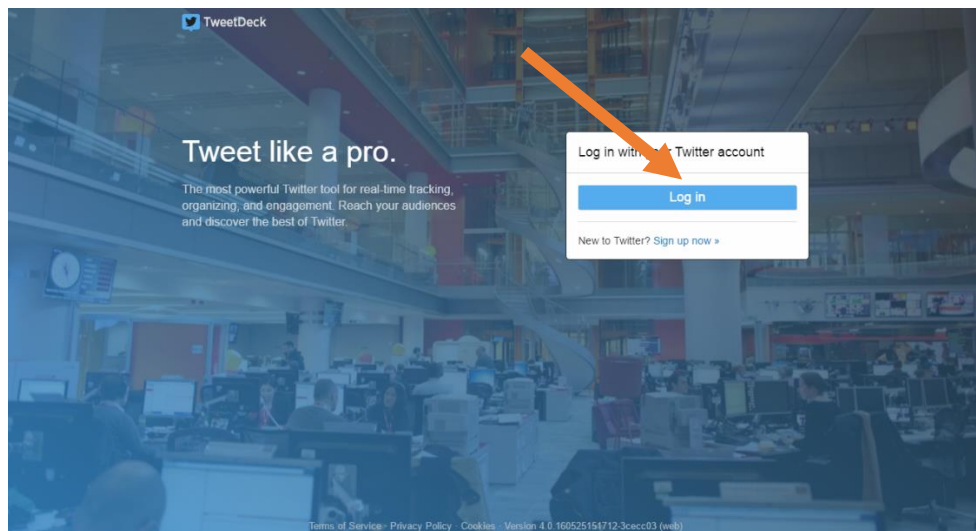 TweetDeck
Tweet like a pro.
The most powerful Twitter tool for real-time tracking,
organizing, and engagement. Reach your audiences
and discover the best of Twitter.
Log in with Twitter account
Log in
New to Twitter? Sign up now »
Terms of Service · Privacy Policy · Cookies · Version 4.0.160525154712-3cecc03 (web)